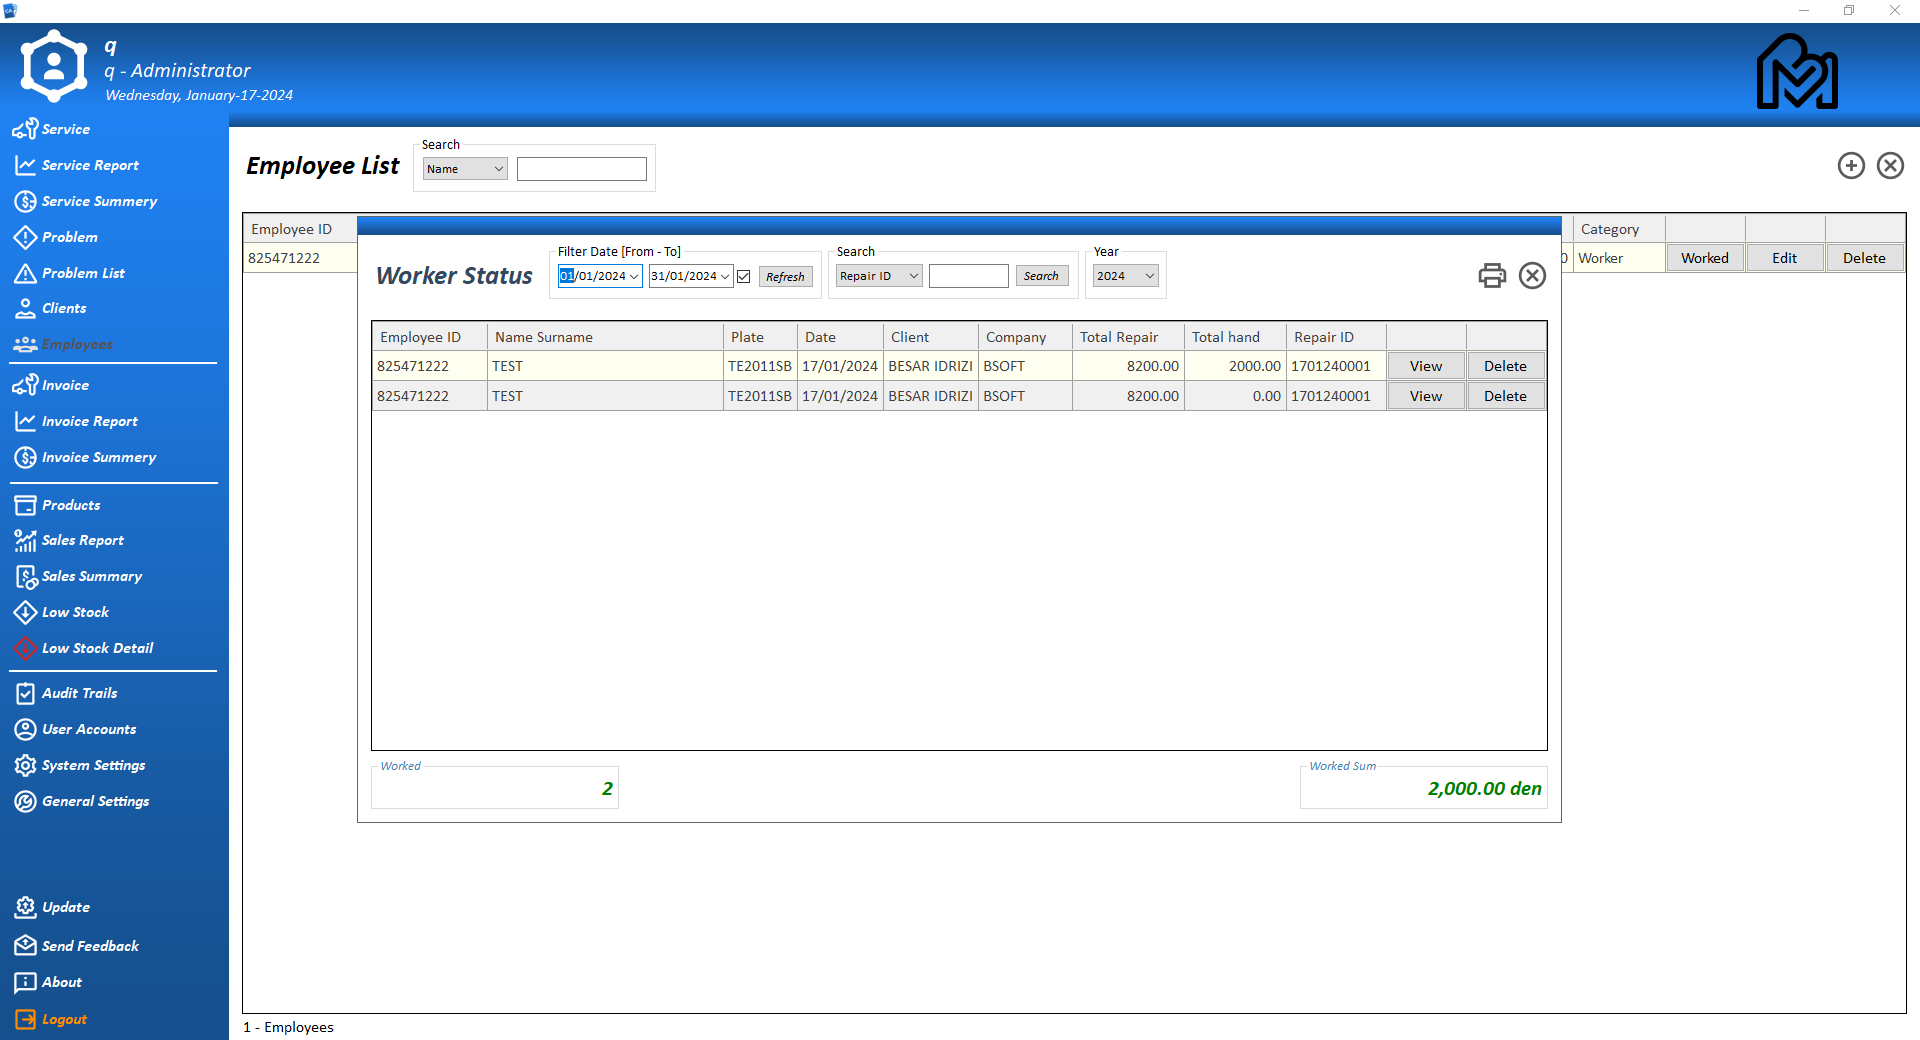 q
q - Administrator
Wednesday, January-17-2024
Service
Service Report
Service Summery
Problem
Problem List
Clients
Employees
Invoice
Invoice Report
Invoice Summery
Products
Sales Report
Sales Summary
Low Stock
Low Stock Detail
Audit Trails
User Accounts
System Settings
General Settings
Update
Send Feedback
About
Logout
Employee List
Search
Name
Employee ID
Category
825471222
0 Worker Worked Edit Delete
Worker Status
Filter Date [From - To]
01/01/2024 31/01/2024 Refresh
Search
Repair ID Search
Year
2024
Employee ID Name Surname Plate Date Client Company Total Repair Total hand Repair ID
825471222 TEST TE2011SB 17/01/2024 BESAR IDRIZI BSOFT 8200.00 2000.00 1701240001 View Delete
825471222 TEST TE2011SB 17/01/2024 BESAR IDRIZI BSOFT 8200.00 0.00 1701240001 View Delete
Worked
2
Worked Sum
2,000.00 den
1 - Employees